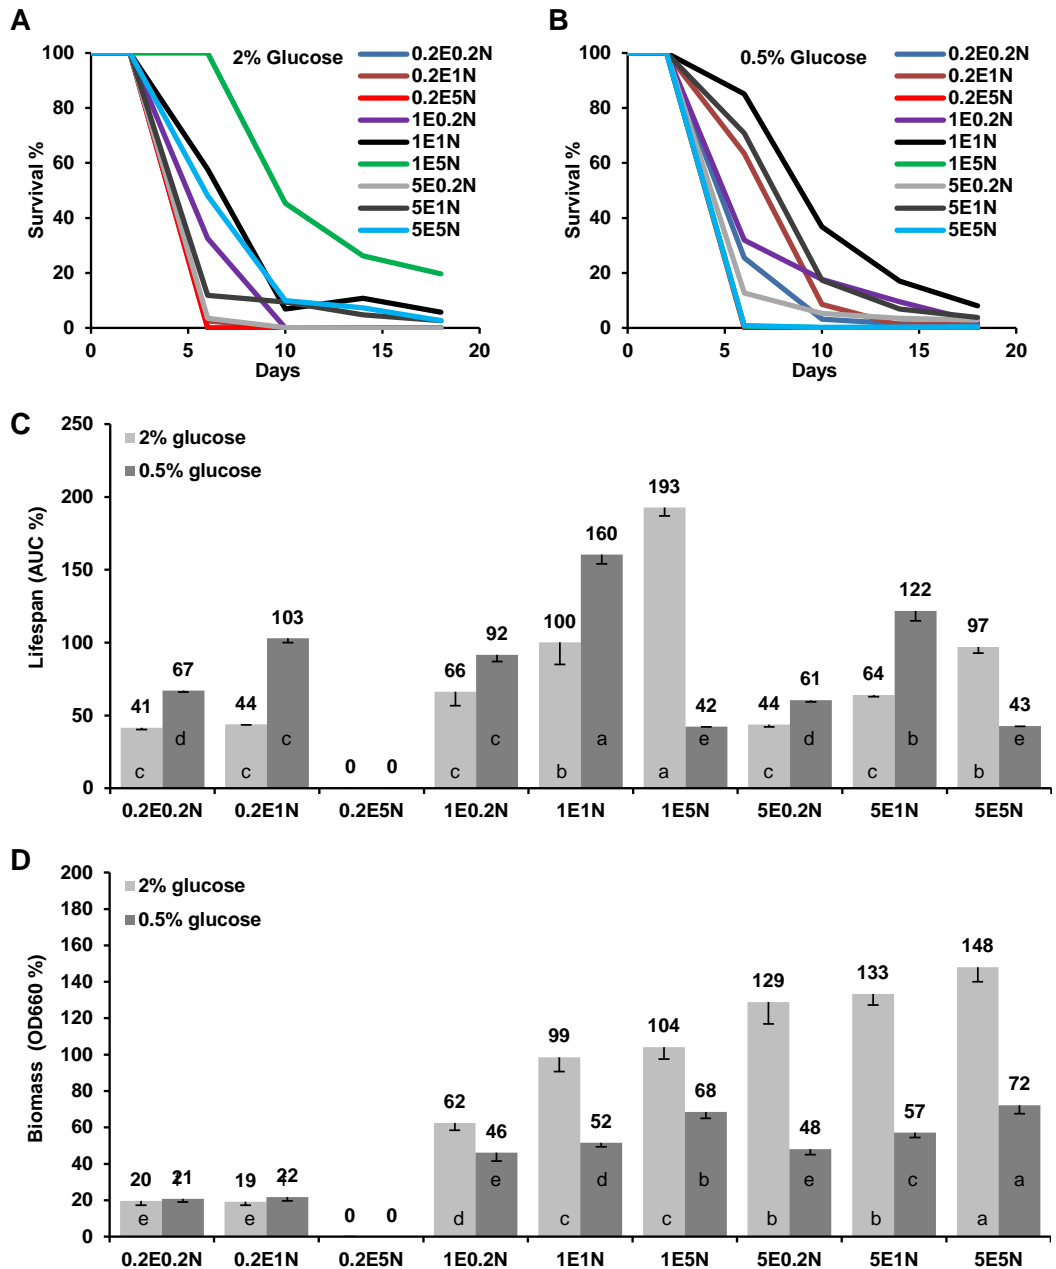 A
2% Glucose
Survival %
100
80
60
40
20
0
0 5 10 15 20
Days
0.2E0.2N
0.2E1N
0.2E5N
1E0.2N
1E1N
1E5N
5E0.2N
5E1N
5E5N
B
0.5% Glucose
Survival %
100
80
60
40
20
0
0 5 10 15 20
Days
0.2E0.2N
0.2E1N
0.2E5N
1E0.2N
1E1N
1E5N
5E0.2N
5E1N
5E5N
C
Lifespan (AUC %)
250
200
150
100
50
0
2% glucose
0.5% glucose
41 67 44 103 0 0 66 92 100 160 193 42 44 61 64 122 97 43
c d c c c c b a a e c d c b b e
0.2E0.2N 0.2E1N 0.2E5N 1E0.2N 1E1N 1E5N 5E0.2N 5E1N 5E5N
D
Biomass (OD660 %)
200
180
160
140
120
100
80
60
40
20
0
2% glucose
0.5% glucose
20 21 19 22 0 0 62 46 99 52 104 68 129 48 133 57 148 72
e f e f d e c d c b b e b c a a
0.2E0.2N 0.2E1N 0.2E5N 1E0.2N 1E1N 1E5N 5E0.2N 5E1N 5E5N